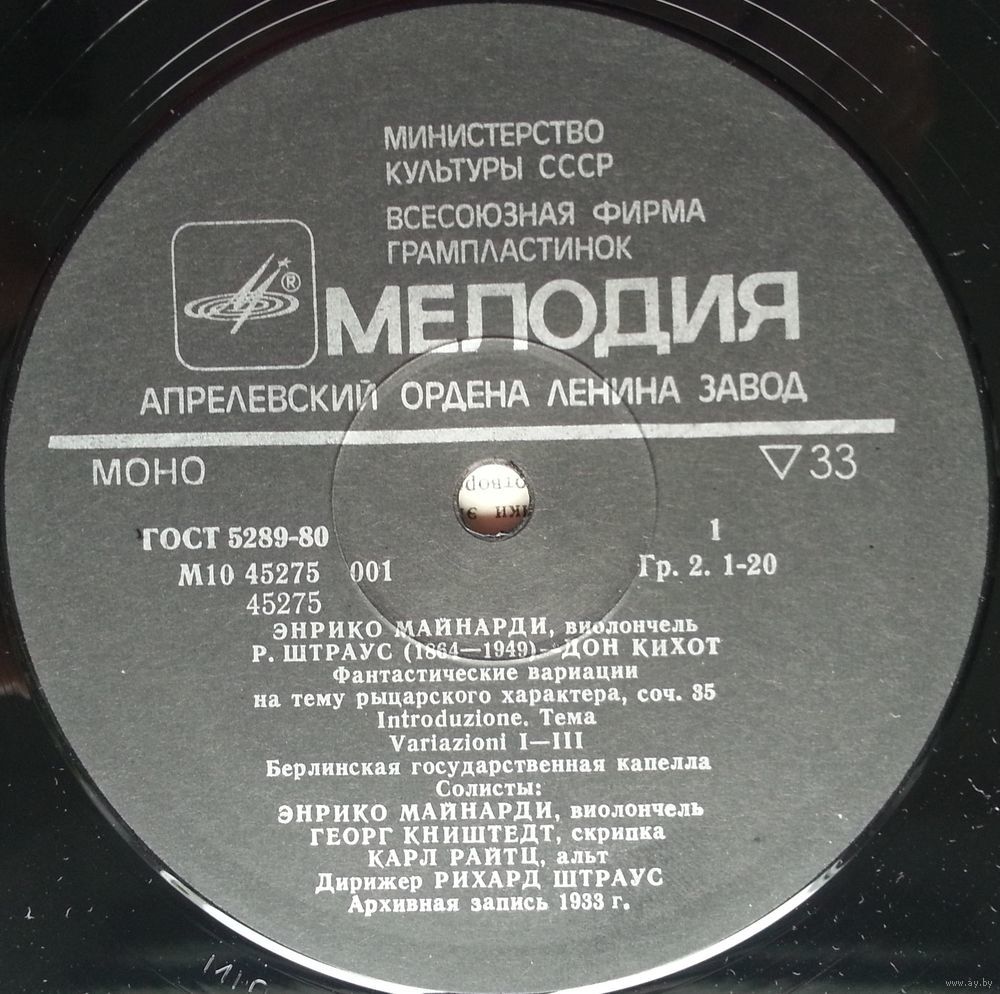 МИНИСТЕРСТВО
КУЛЬТУРЫ СССР
ВСЕСОЮЗНАЯ ФИРМА
ГРАМПЛАСТИНОК
®
МЕЛОДИЯ
АПРЕЛЕВСКИЙ ОРДЕНА ЛЕНИНА ЗАВОД
МОНО ▽33
ГОСТ 5289-80 1
М10 45275 001 Гр. 2. 1-20
45275
ЭНРИКО МАЙНАРДИ, виолончель
Р. ШТРАУС (1864—1949)—ДОН КИХОТ
Фантастические вариации
на тему рыцарского характера, соч. 35
Introduzione. Тема
Variazioni I—III
Берлинская государственная капелла
Солисты:
ЭНРИКО МАЙНАРДИ, виолончель
ГЕОРГ КНИШТЕДТ, скрипка
КАРЛ РАЙТЦ, альт
Дирижер РИХАРД ШТРАУС
Архивная запись 1933 г.
www.ay.by